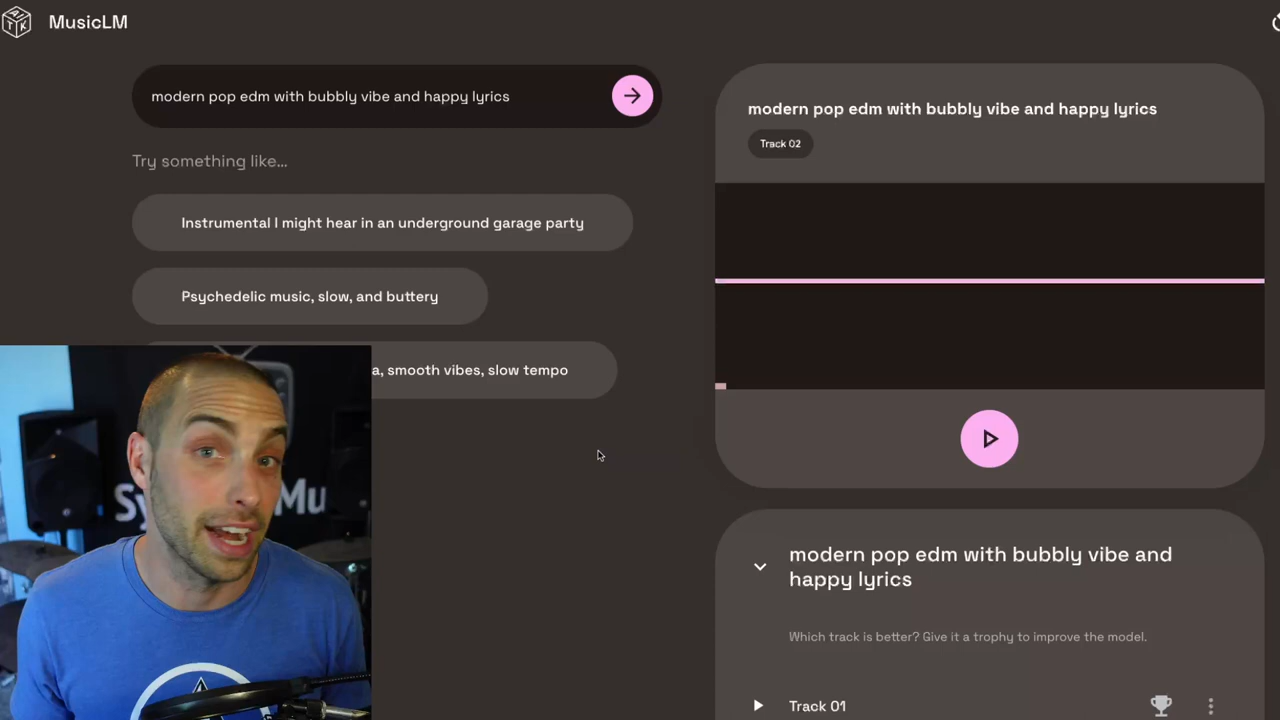 MusicLM
modern pop edm with bubbly vibe and happy lyrics
Try something like...
Instrumental I might hear in an underground garage party
Psychedelic music, slow, and buttery
a, smooth vibes, slow tempo
modern pop edm with bubbly vibe and happy lyrics
Track 02
modern pop edm with bubbly vibe and
happy lyrics
Which track is better? Give it a trophy to improve the model.
Track 01
Sy
Mu